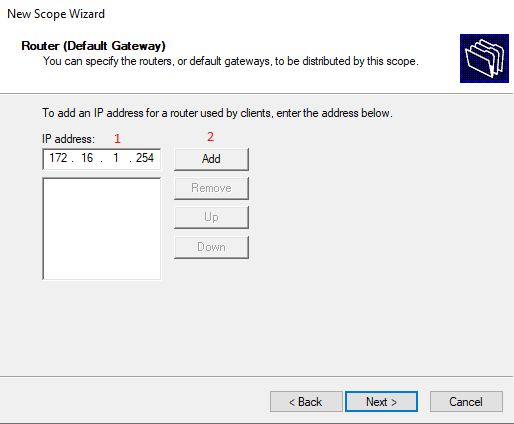 New Scope Wizard
Router (Default Gateway)
You can specify the routers, or default gateways, to be distributed by this scope.
To add an IP address for a router used by clients, enter the address below.
IP address: 1 2
172 . 16 . 1 . 254 Add
Remove
Up
Down
< Back Next > Cancel